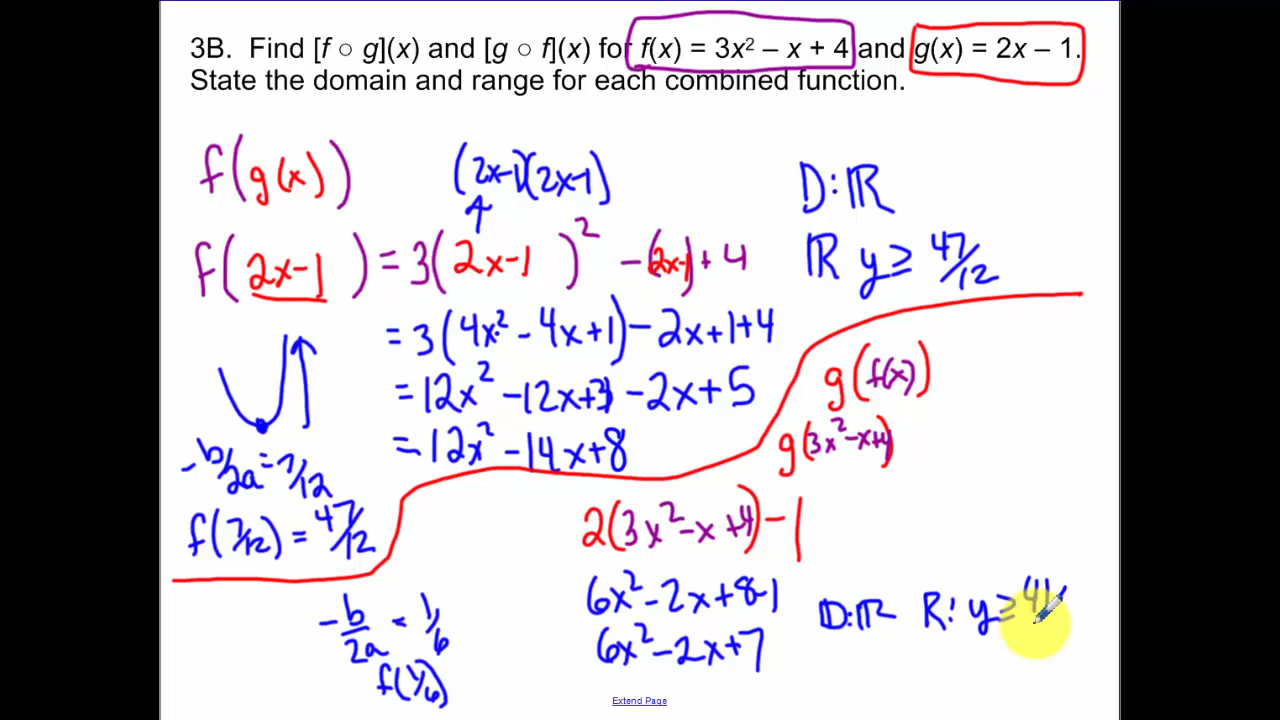 3B. Find [f ∘ g](x) and [g ∘ f](x) for f(x) = 3x² – x + 4 and g(x) = 2x – 1.
State the domain and range for each combined function.
f(g(x))
(2x-1)(2x-1)
f(2x-1) = 3(2x-1)² -(2x-1)+4
= 3(4x² - 4x+1) - 2x+1+4
= 12x² - 12x+3 - 2x+5
= 12x² - 14x+8
-b/2a = 7/12
f(7/12) = 47/12
D: ℝ
ℝ y ≥ 47/12
g(f(x))
g(3x²-x+4)
2(3x²-x+4)-1
6x²-2x+8-1
6x²-2x+7
-b/2a = 1/6
f(1/6)
D: ℝ R: y ≥ 41/
Extend Page